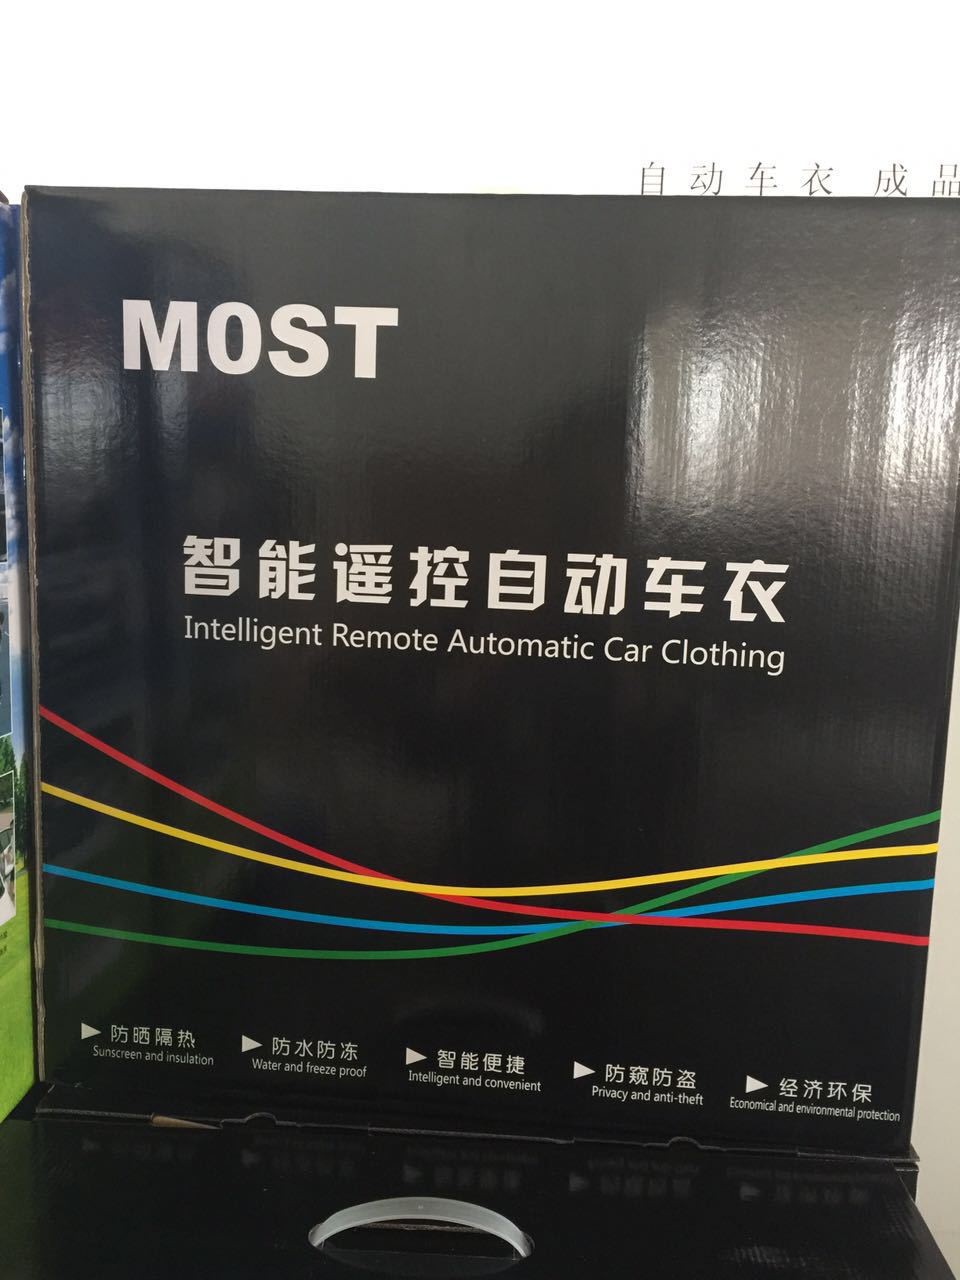 自动车衣 成品
M0ST
智能遥控自动车衣
Intelligent Remote Automatic Car Clothing
防晒隔热
Sunscreen and insulation
防水防冻
Water and freeze proof
智能便捷
Intelligent and convenient
防窥防盗
Privacy and anti-theft
经济环保
Economical and environmental protection